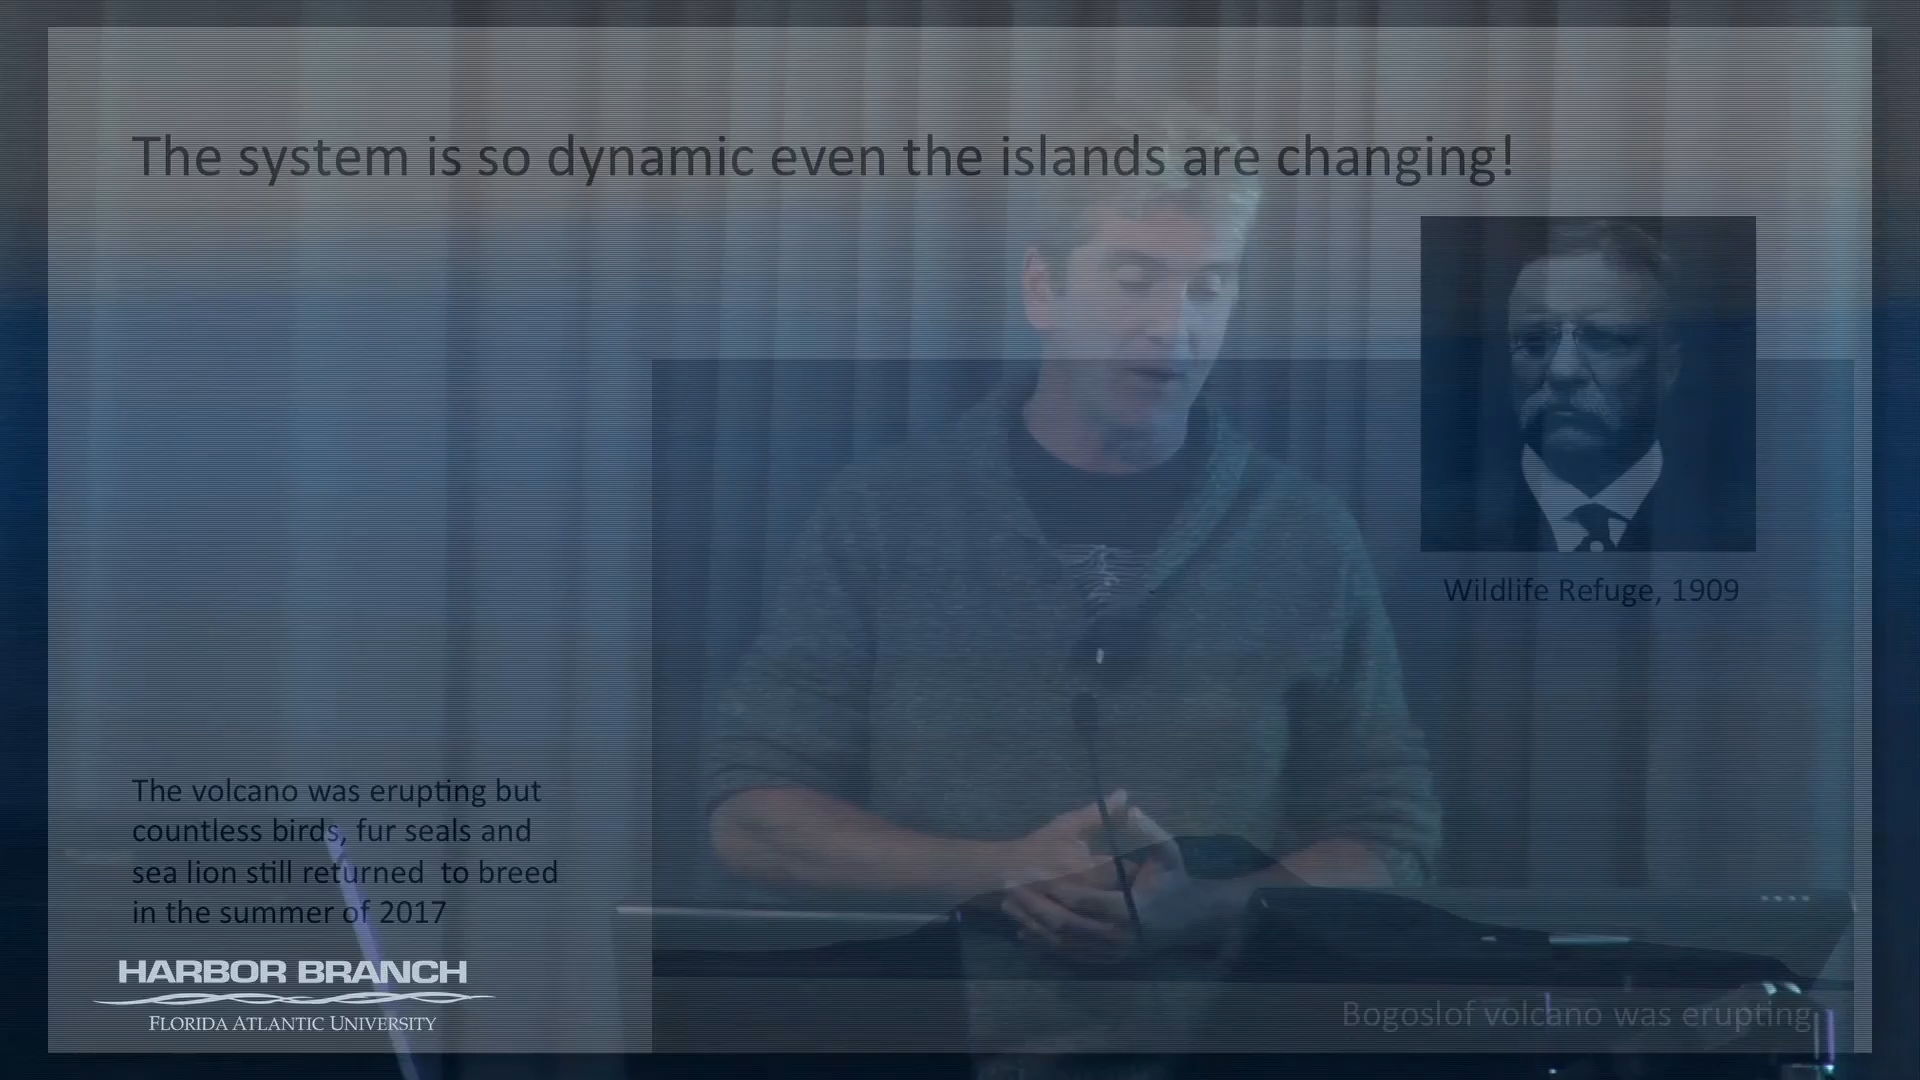 The system is so dynamic even the islands are changing!
Wildlife Refuge, 1909
The volcano was erupting but
countless birds, fur seals and
sea lion still returned  to breed
in the summer of 2017
HARBOR BRANCH
FLORIDA ATLANTIC UNIVERSITY
Bogoslof volcano was erupting